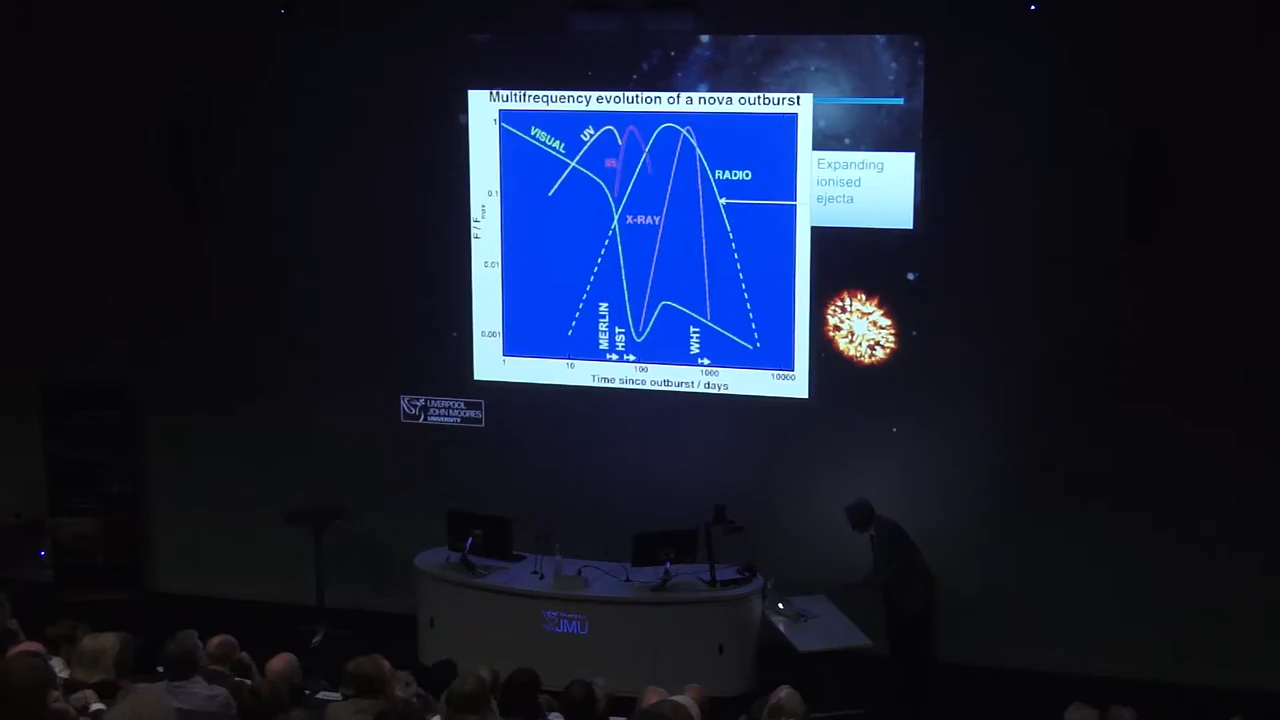 Multifrequency evolution of a nova outburst
1
VISUAL
UV
RADIO
Expanding
ionised
ejecta
0.1
F / Fmax
X-RAY
0.01
0.001
MERLIN
HST
WHT
1
10
100
1000
10000
Time since outburst / days
LIVERPOOL
JOHN MOORES
UNIVERSITY
JMU